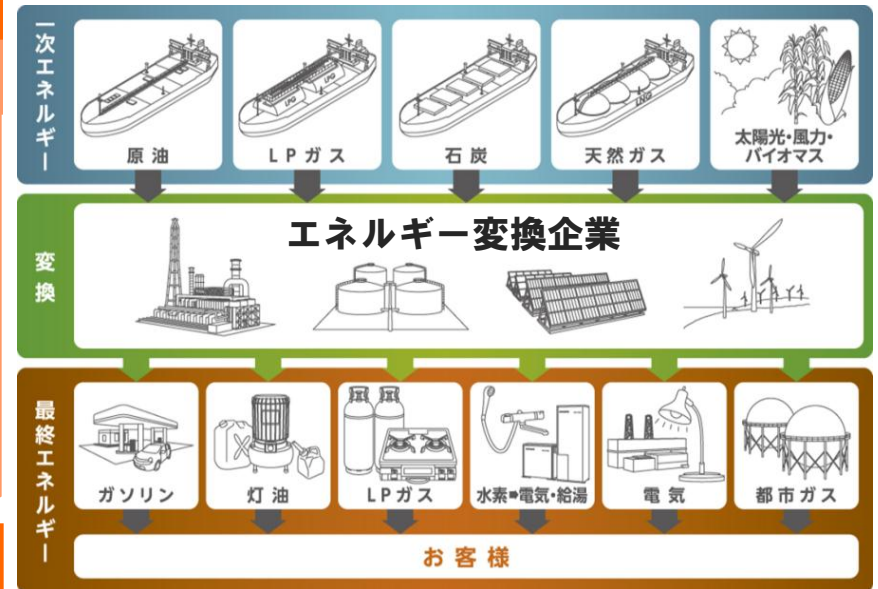 一次エネルギー
原油
LPG
LPガス
石炭
LNG
天然ガス
太陽光・風力・
バイオマス
変換
エネルギー変換企業
最終エネルギー
ガソリン
灯油
LPガス
水素➡電気・給湯
電気
都市ガス
お客様